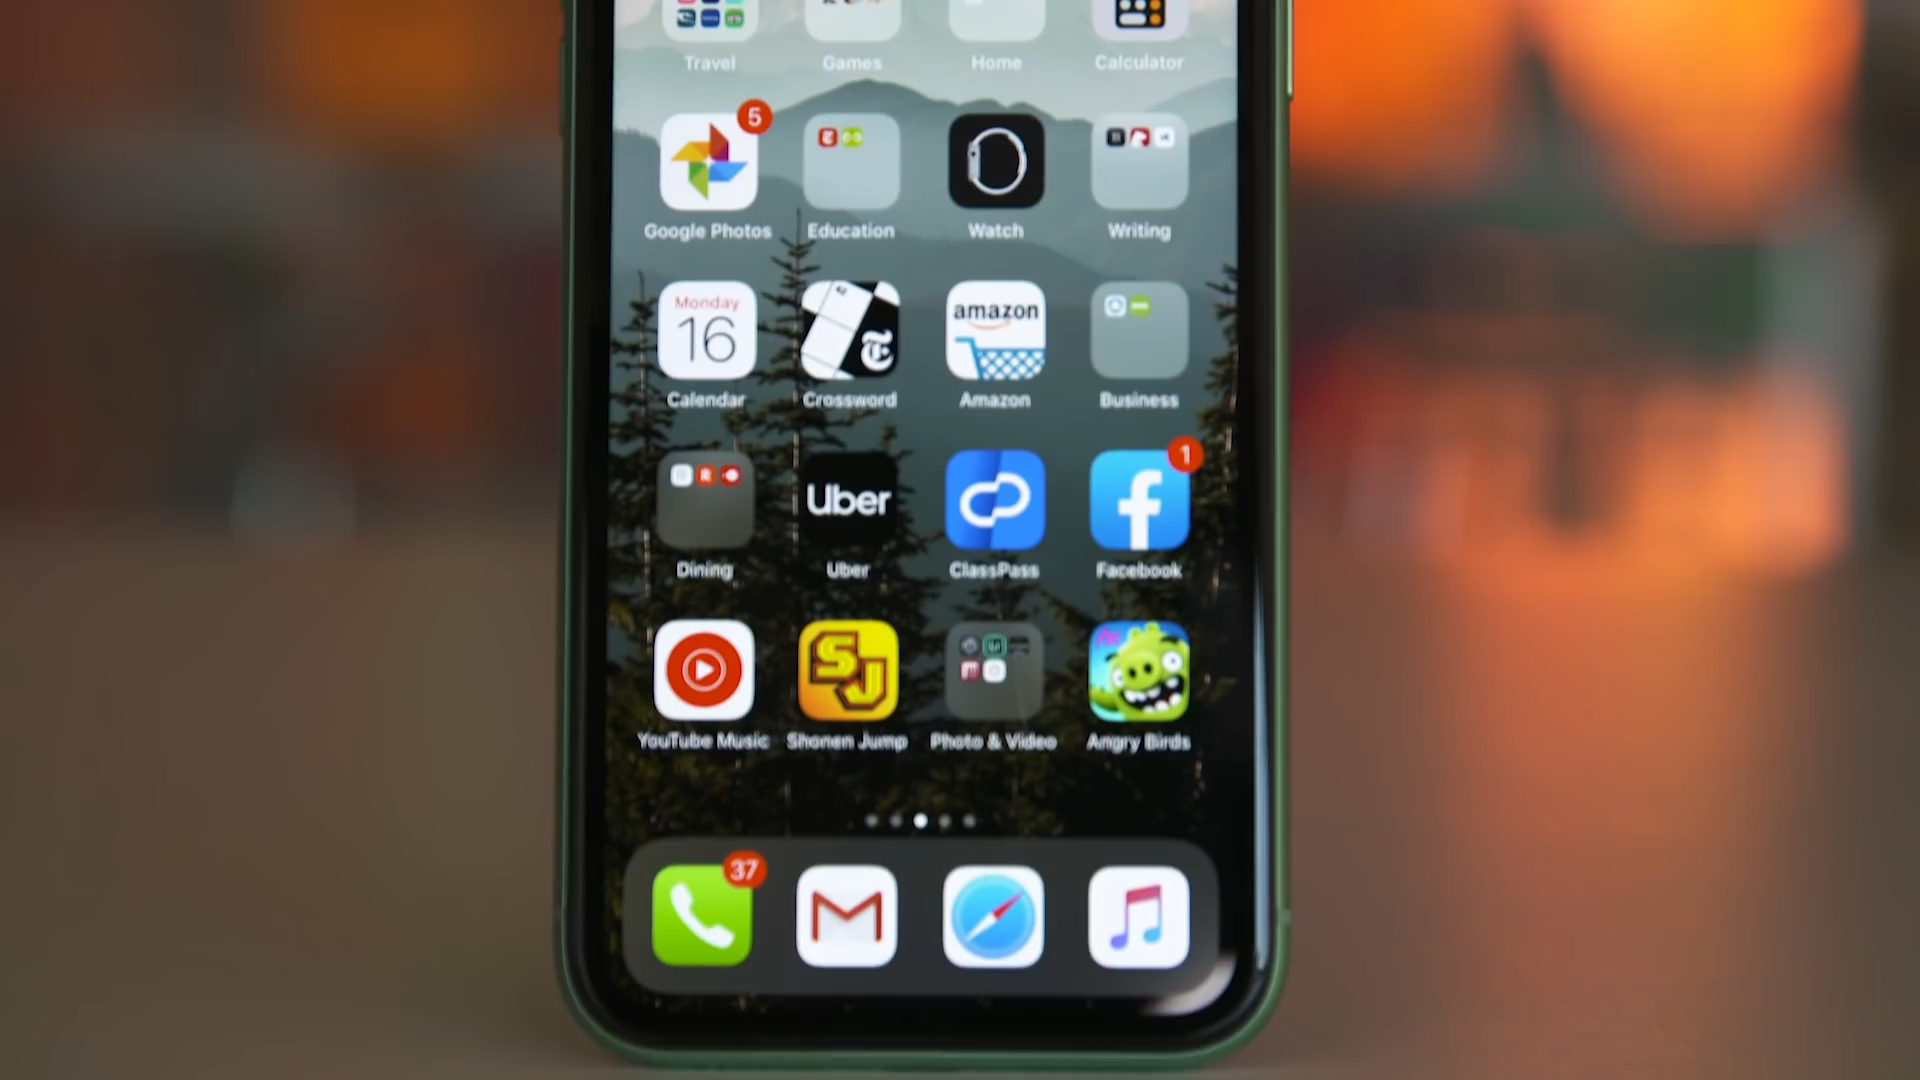 Travel Games Home Calculator
5
Google Photos Education Watch Writing
Monday
16
amazon
Calendar Crossword Amazon Business
1
Uber
Dining Uber ClassPass Facebook
SJ
YouTube Music Shonen Jump Photo & Video Angry Birds
37